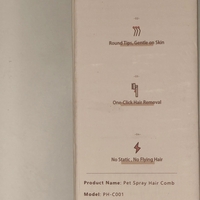 Round Tips, Gentle on Skin
One-Click Hair Removal
No Static, No Flying Hair
Product Name: Pet Spray Hair Comb
Model: PH-C001